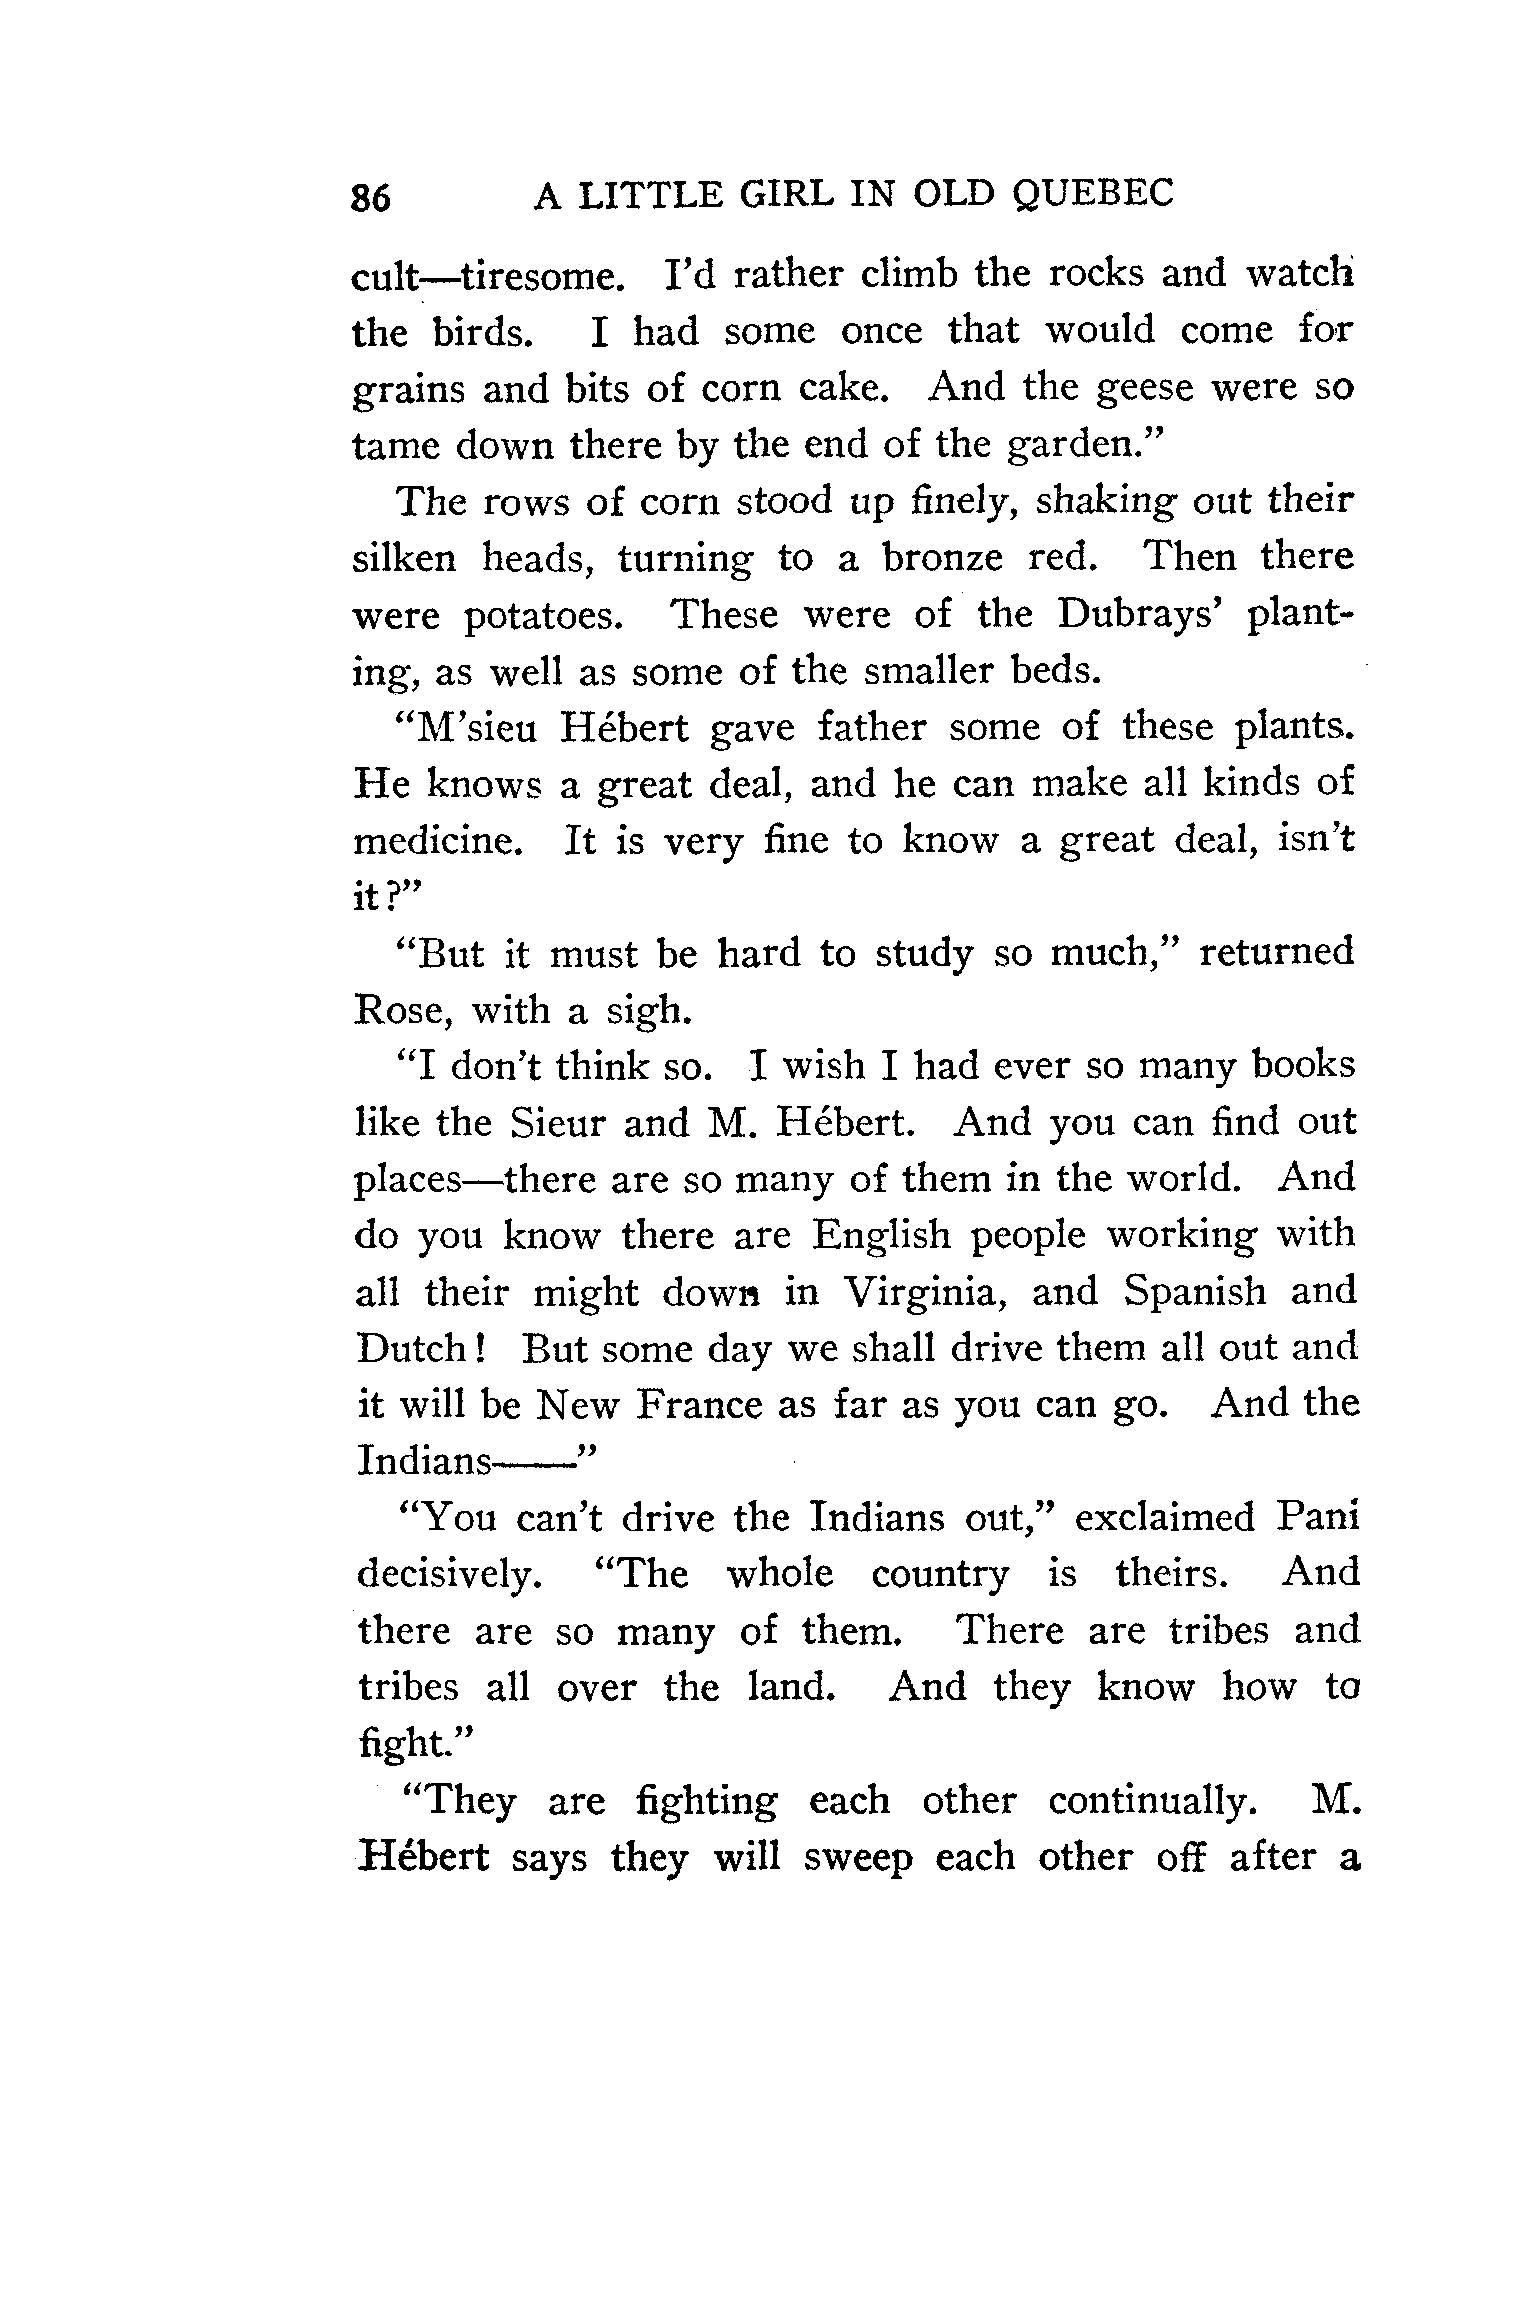 86 A LITTLE GIRL IN OLD QUEBEC
cult—tiresome. I'd rather climb the rocks and watch
the birds. I had some once that would come for
grains and bits of corn cake. And the geese were so
tame down there by the end of the garden.”
The rows of corn stood up finely, shaking out their
silken heads, turning to a bronze red. Then there
were potatoes. These were of the Dubrays’ plant-
ing, as well as some of the smaller beds.
“M’sieu Hébert gave father some of these plants.
He knows a great deal, and he can make all kinds of
medicine. It is very fine to know a great deal, isn’t
it?”
“But it must be hard to study so much,” returned
Rose, with a sigh.
“I don’t think so. I wish I had ever so many books
like the Sieur and M. Hébert. And you can find out
places—there are so many of them in the world. And
do you know there are English people working with
all their might down in Virginia, and Spanish and
Dutch! But some day we shall drive them all out and
it will be New France as far as you can go. And the
Indians——”
“You can’t drive the Indians out,” exclaimed Pani
decisively. “The whole country is theirs. And
there are so many of them. There are tribes and
tribes all over the land. And they know how to
fight.”
“They are fighting each other continually. M.
Hébert says they will sweep each other off after a